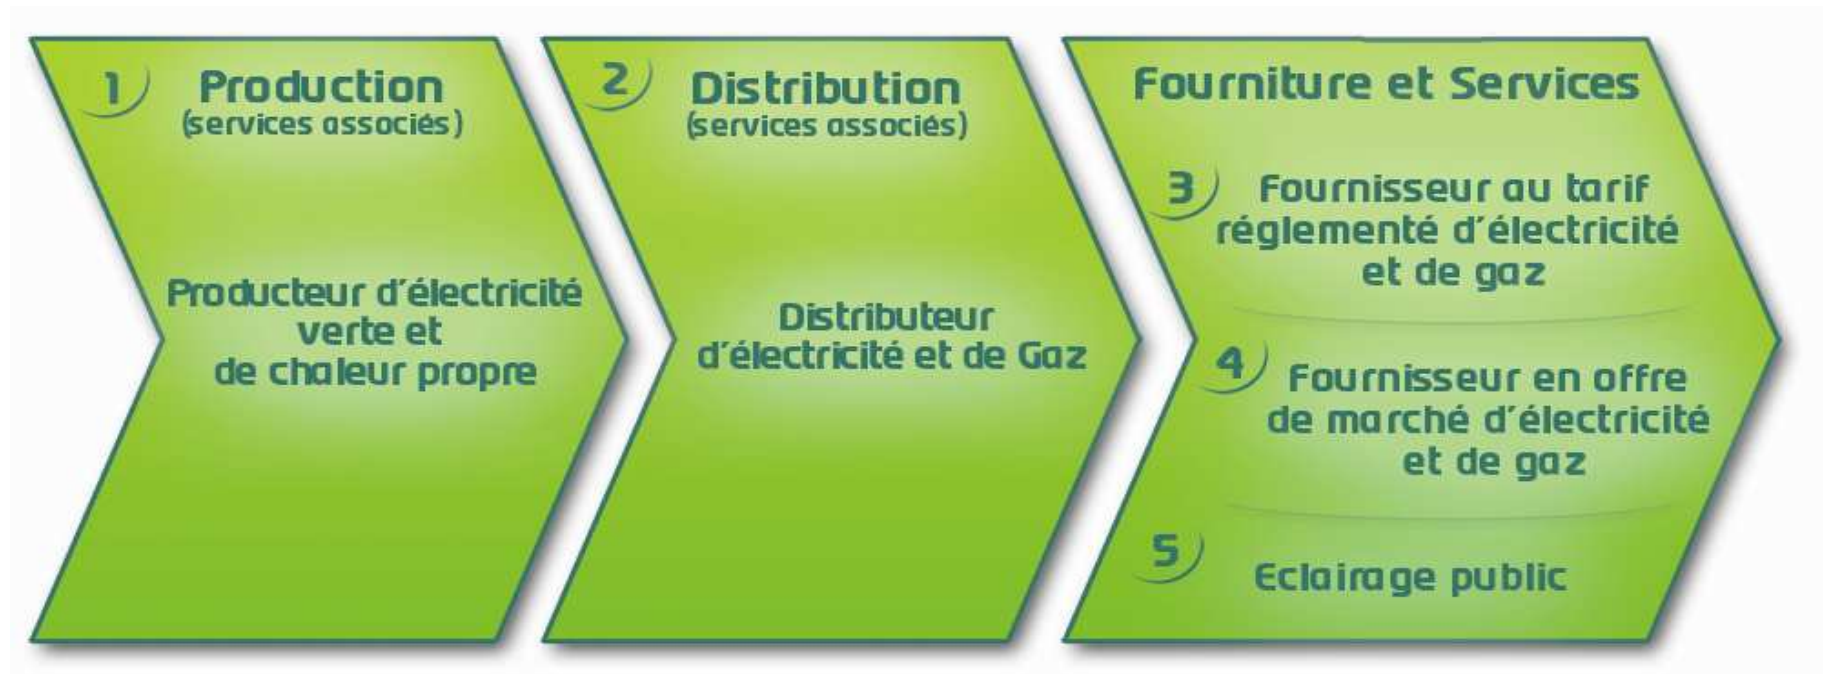 1
Production
(services associés)
Producteur d'électricité
verte et
de chaleur propre
2
Distribution
(services associés)
Distributeur
d'électricité et de Gaz
Fourniture et Services
3
Fournisseur au tarif
réglementé d'électricité
et de gaz
4
Fournisseur en offre
de marché d'électricité
et de gaz
5
Eclairage public